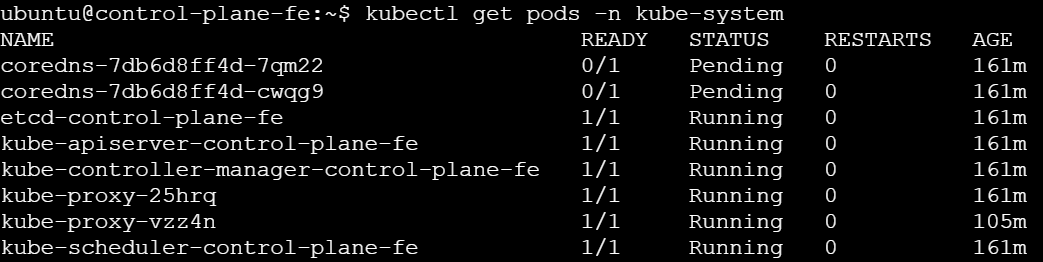 ubuntu@control-plane-fe:~$ kubectl get pods -n kube-system
NAME READY STATUS RESTARTS AGE
coredns-7db6d8ff4d-7qm22 0/1 Pending 0 161m
coredns-7db6d8ff4d-cwqg9 0/1 Pending 0 161m
etcd-control-plane-fe 1/1 Running 0 161m
kube-apiserver-control-plane-fe 1/1 Running 0 161m
kube-controller-manager-control-plane-fe 1/1 Running 0 161m
kube-proxy-25hrq 1/1 Running 0 161m
kube-proxy-vzz4n 1/1 Running 0 105m
kube-scheduler-control-plane-fe 1/1 Running 0 161m